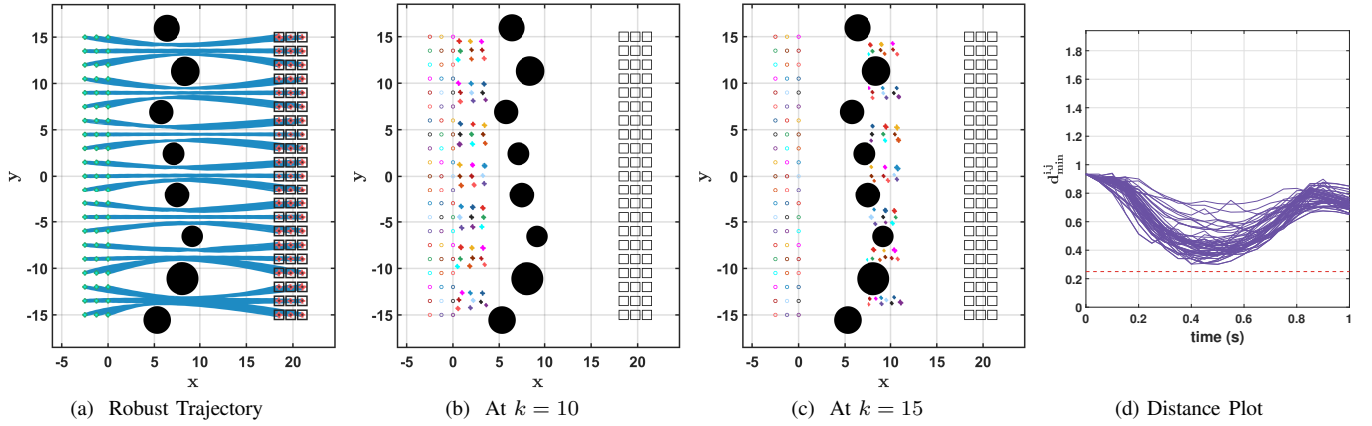 15
10
5
0
-5
-10
-15
y
-5 0 5 10 15 20
x
(a) Robust Trajectory
15
10
5
0
-5
-10
-15
y
-5 0 5 10 15 20
x
(b) At k = 10
15
10
5
0
-5
-10
-15
y
-5 0 5 10 15 20
x
(c) At k = 15
1.8
1.6
1.4
1.2
1
0.8
0.6
0.4
0.2
0
d^{ij}_{min}
0 0.2 0.4 0.6 0.8 1
time (s)
(d) Distance Plot